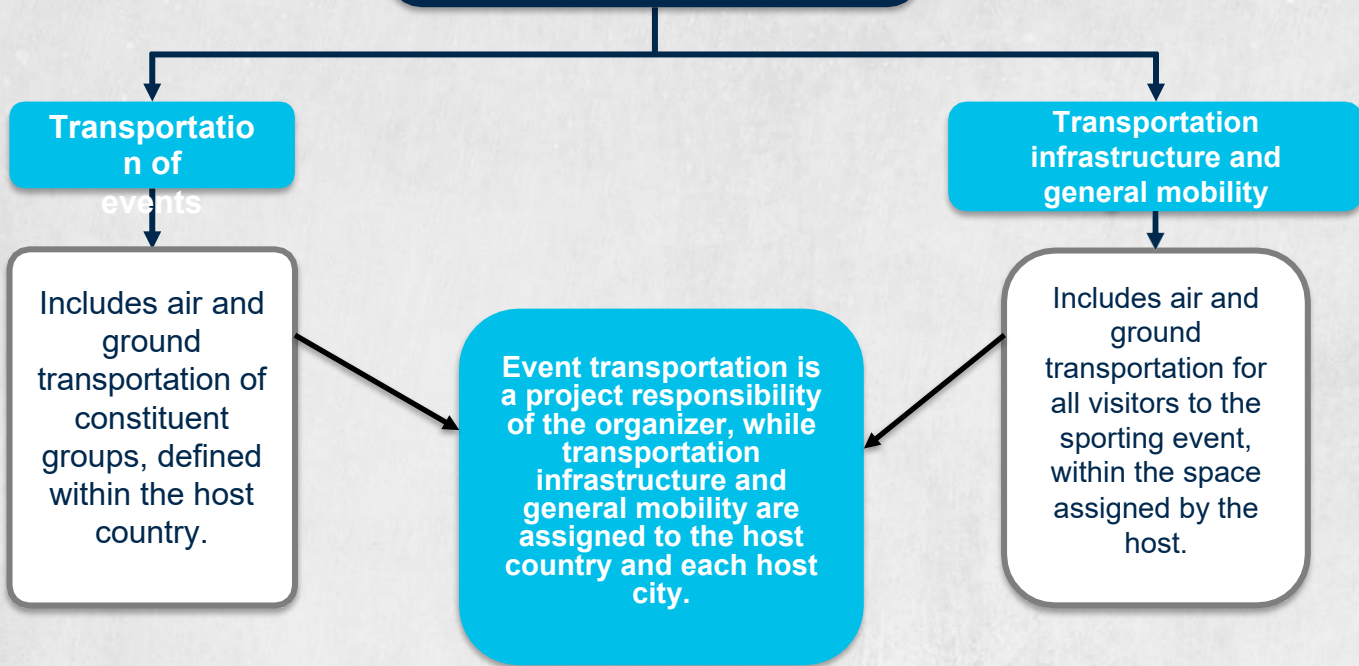 Transportatio
n of
events
Transportation
infrastructure and
general mobility
Includes air and
ground
transportation of
constituent
groups, defined
within the host
country.
Event transportation is
a project responsibility
of the organizer, while
transportation
infrastructure and
general mobility are
assigned to the host
country and each host
city.
Includes air and
ground
transportation for
all visitors to the
sporting event,
within the space
assigned by the
host.